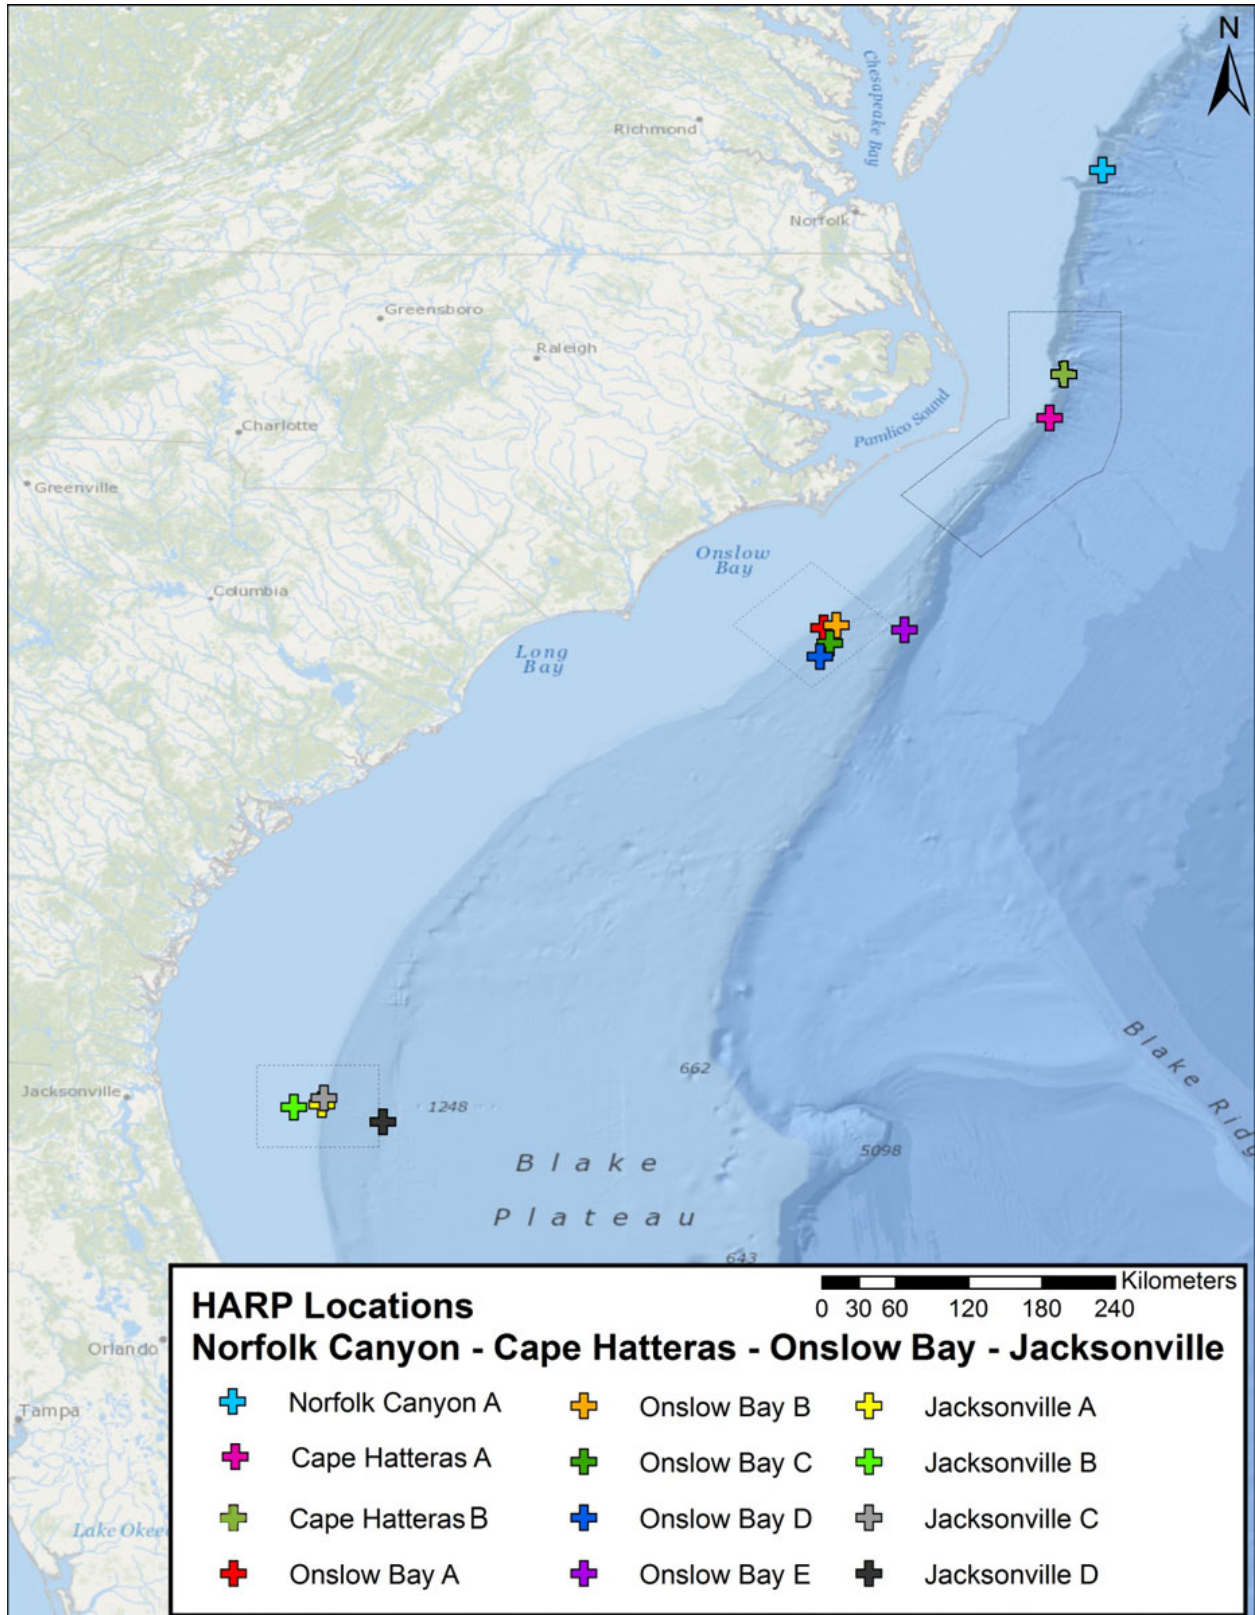 N
Chesapeake Bay
Richmond
Norfolk
Greensboro
Raleigh
Charlotte
Pamlico Sound
Greenville
Onslow
Bay
Columbia
Long
Bay
Blake Ridg
662
Jacksonville
1248
5098
Blake
Plateau
643
Orlando
Tampa
Lake Okee
HARP Locations
Kilometers
0 30 60 120 180 240
Norfolk Canyon - Cape Hatteras - Onslow Bay - Jacksonville
Norfolk Canyon A
Cape Hatteras A
Cape Hatteras B
Onslow Bay A
Onslow Bay B
Onslow Bay C
Onslow Bay D
Onslow Bay E
Jacksonville A
Jacksonville B
Jacksonville C
Jacksonville D